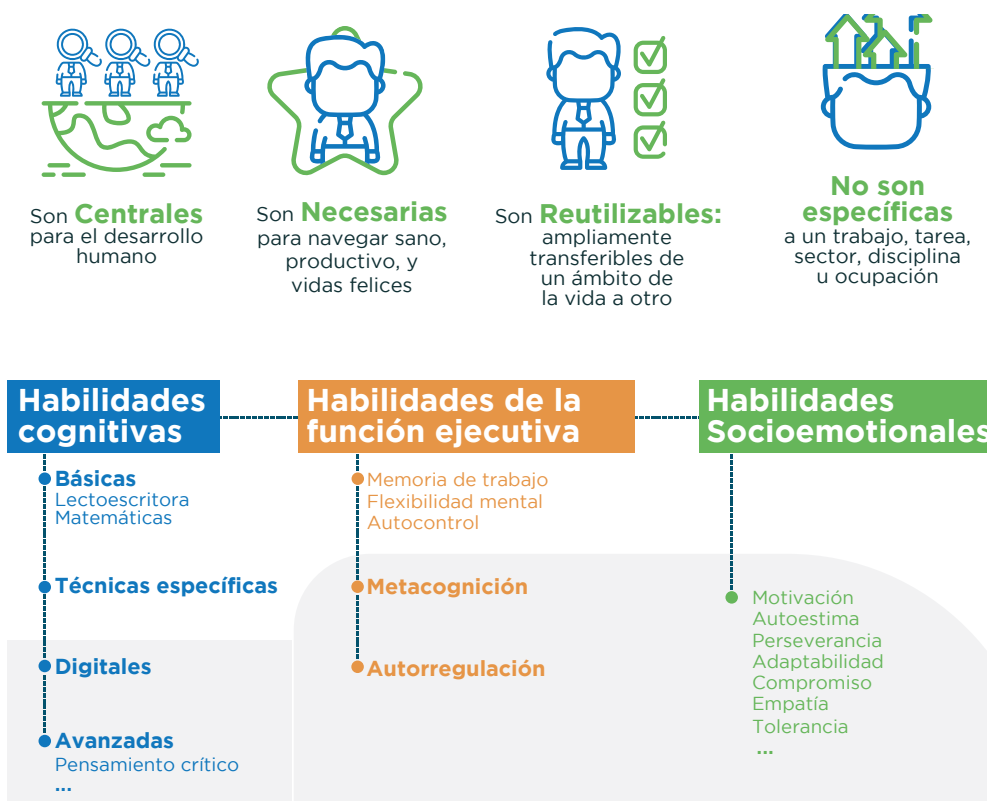 Son Centrales
para el desarrollo
humano
Son Necesarias
para navegar sano,
productivo, y
vidas felices
Son Reutilizables:
ampliamente
transferibles de
un ámbito de
la vida a otro
No son
específicas
a un trabajo, tarea,
sector, disciplina
u ocupación
Habilidades
cognitivas
Básicas
Lectoescritora
Matemáticas
Técnicas específicas
Digitales
Avanzadas
Pensamiento crítico
...
Habilidades de la
función ejecutiva
Memoria de trabajo
Flexibilidad mental
Autocontrol
Metacognición
Autorregulación
Habilidades
Socioemotionales
Motivación
Autoestima
Perseverancia
Adaptabilidad
Compromiso
Empatía
Tolerancia
...